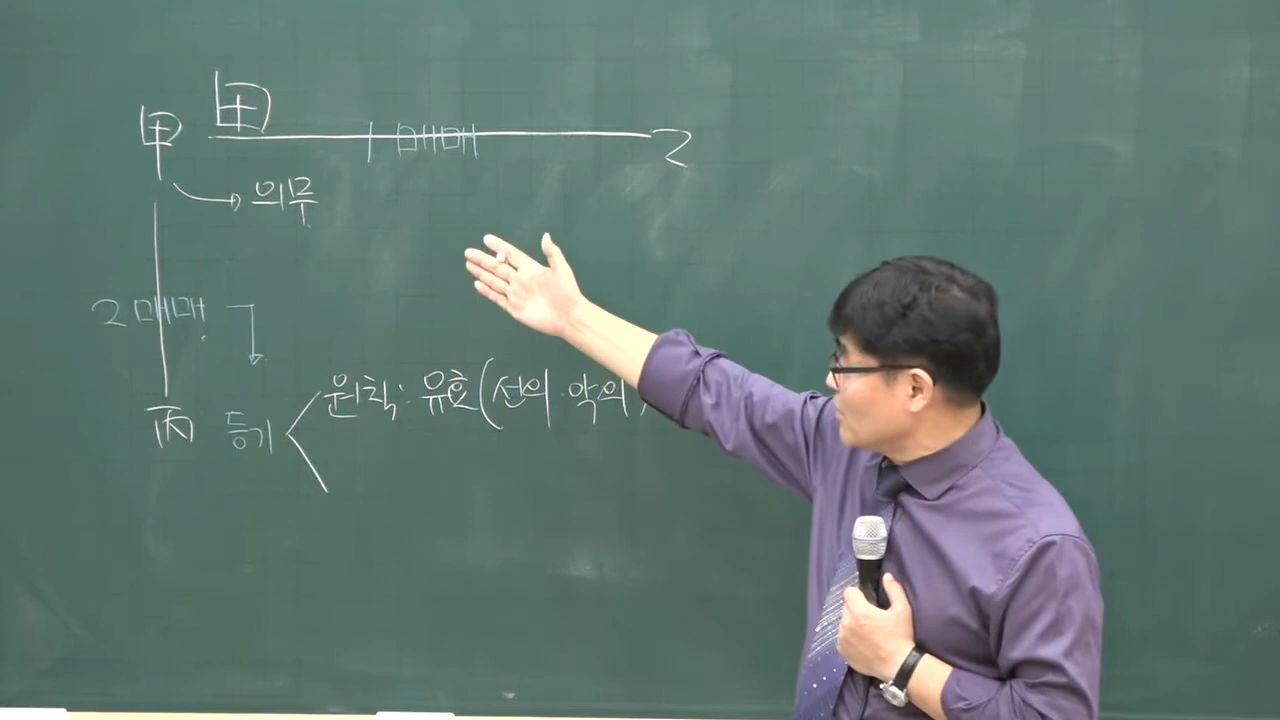 甲 田 1매매 乙
의무
2매매
원칙: 유효(선의·악의
丙 등기